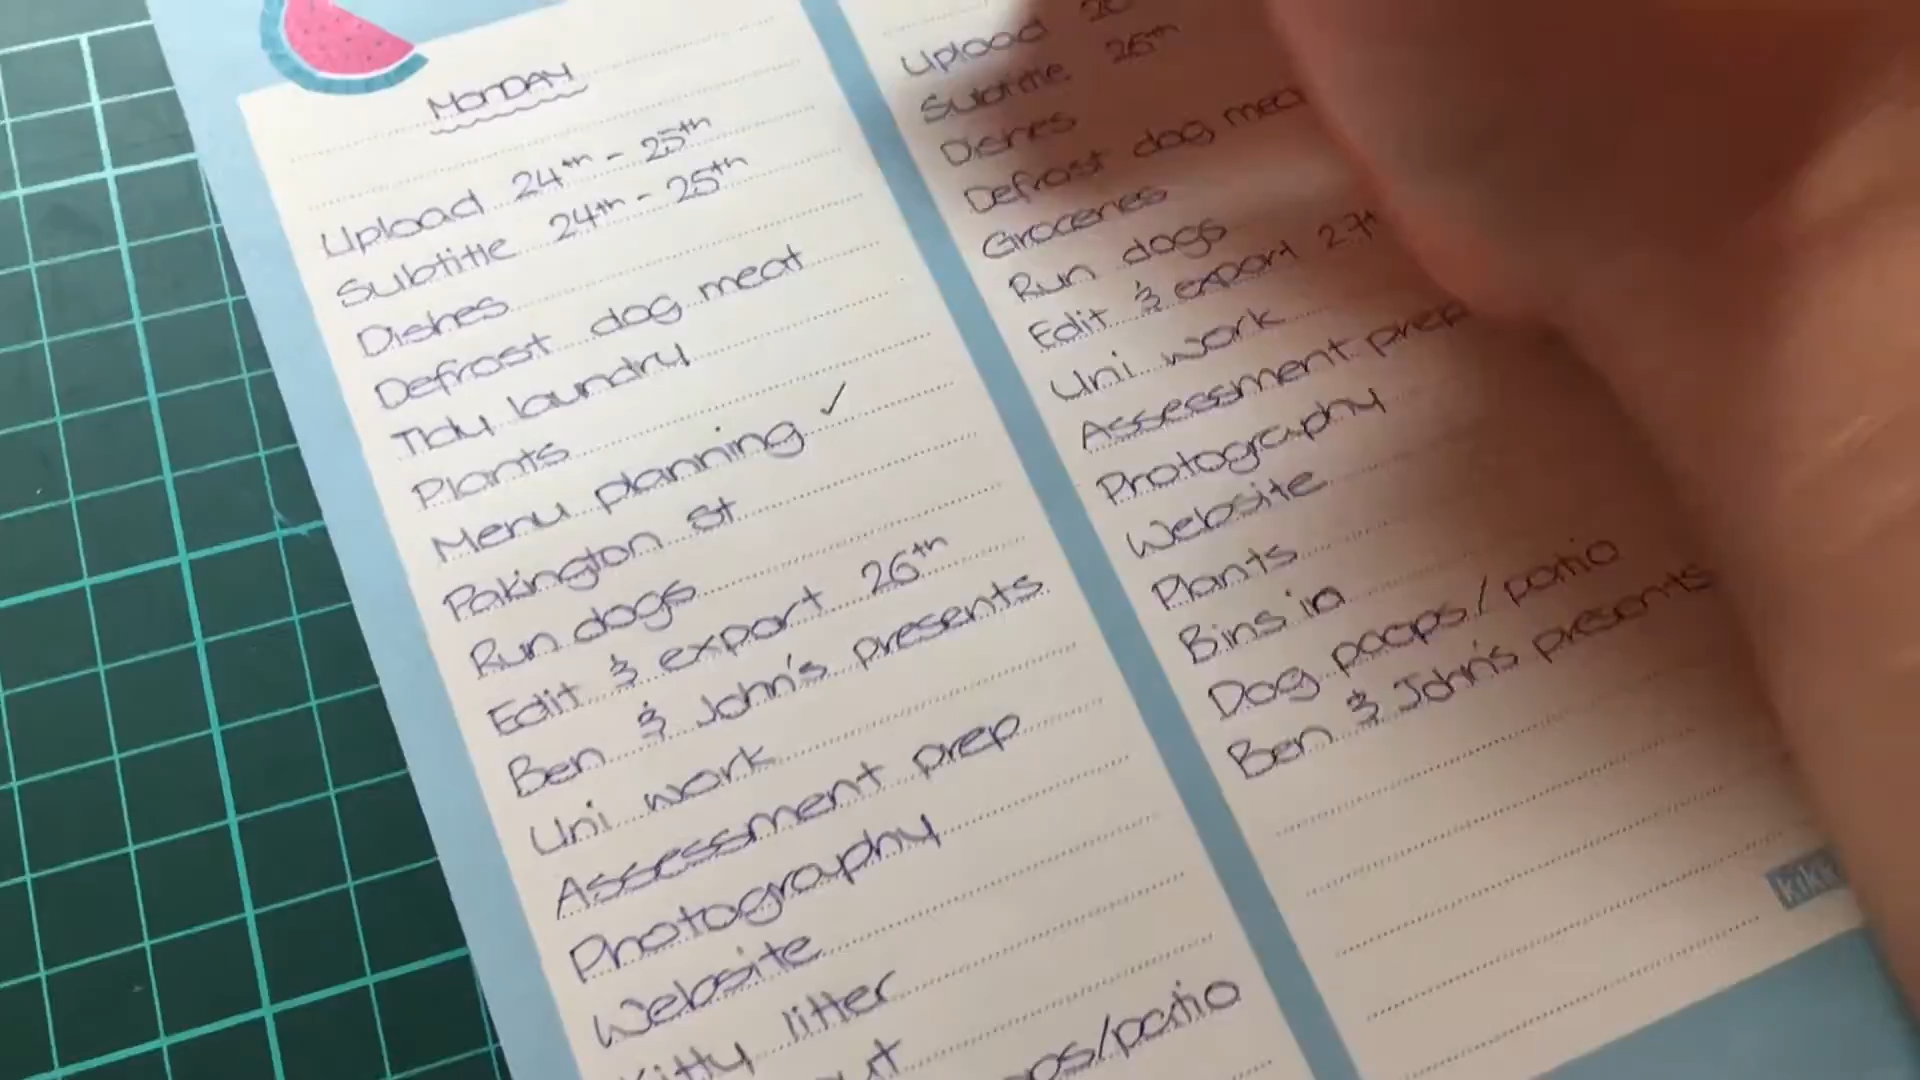 MONDAY
Upload 24th - 25th
Subtitle 24th - 25th
Dishes
Defrost dog meat
Tidy laundry
Plants
Menu planning ✓
Pakington st
Run dogs
Edit & export 26th
Ben & John's presents
Uni work
Assessment prep
Photography
Website
Kitty litter
Upload
Subtitle 26th
Dishes
Defrost dog meat
Groceries
Run dogs
Edit & export 27th
Uni work
Assessment prep
Photography
Website
Plants
Bins in
Dog poops/patio
Ben & John's presents